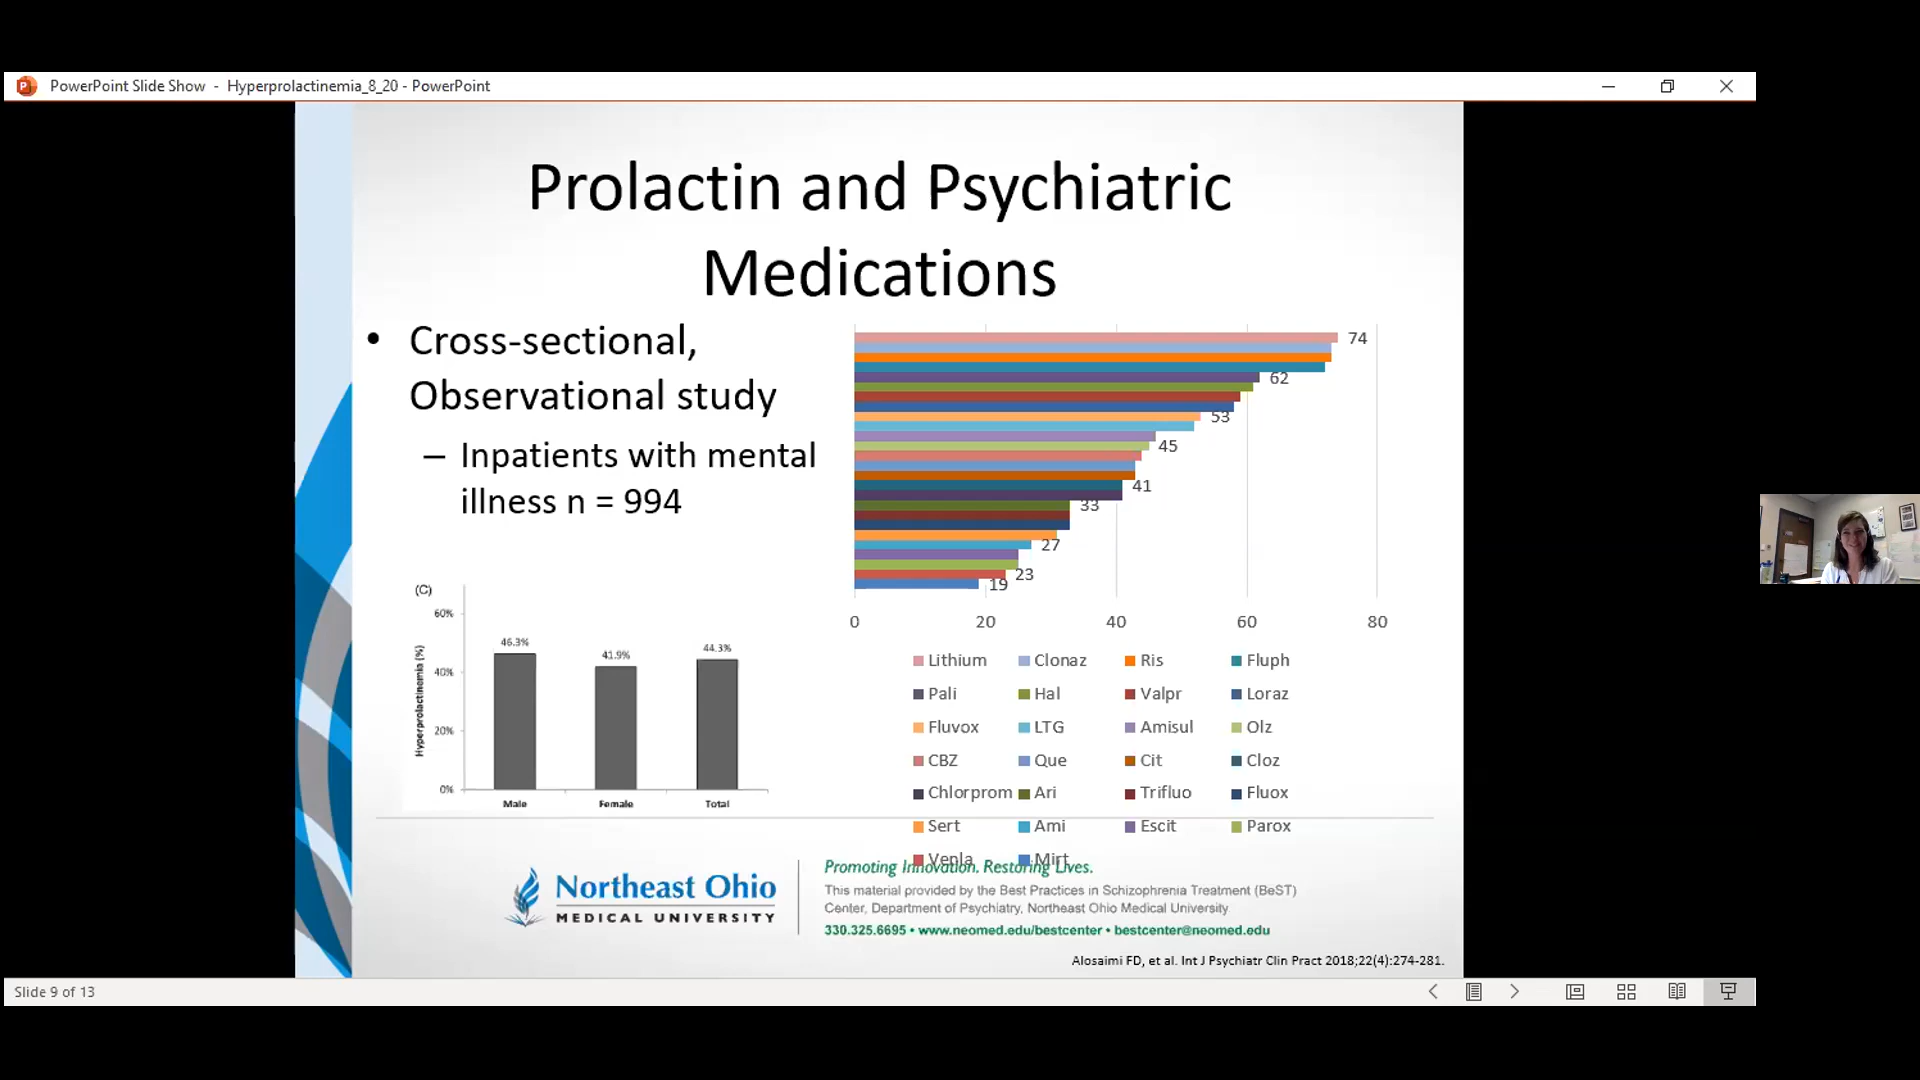 PowerPoint Slide Show - Hyperprolactinemia_8_20 - PowerPoint
Prolactin and Psychiatric
Medications
• Cross-sectional,
Observational study
– Inpatients with mental
illness n = 994
(C)
Hyperprolactinemia (%)
60%
40%
20%
0%
46.3%
41.9%
44.3%
Male Female Total
74
62
53
45
41
33
27
23
19
0 20 40 60 80
Lithium Clonaz Ris Fluph
Pali Hal Valpr Loraz
Fluvox LTG Amisul Olz
CBZ Que Cit Cloz
Chlorprom Ari Trifluo Fluox
Sert Ami Escit Parox
Venla Mirt
Northeast Ohio
MEDICAL UNIVERSITY
Promoting Innovation. Restoring Lives.
This material provided by the Best Practices in Schizophrenia Treatment (BeST)
Center, Department of Psychiatry, Northeast Ohio Medical University
330.325.6695 • www.neomed.edu/bestcenter • bestcenter@neomed.edu
Alosaimi FD, et al. Int J Psychiatr Clin Pract 2018;22(4):274-281.
Slide 9 of 13